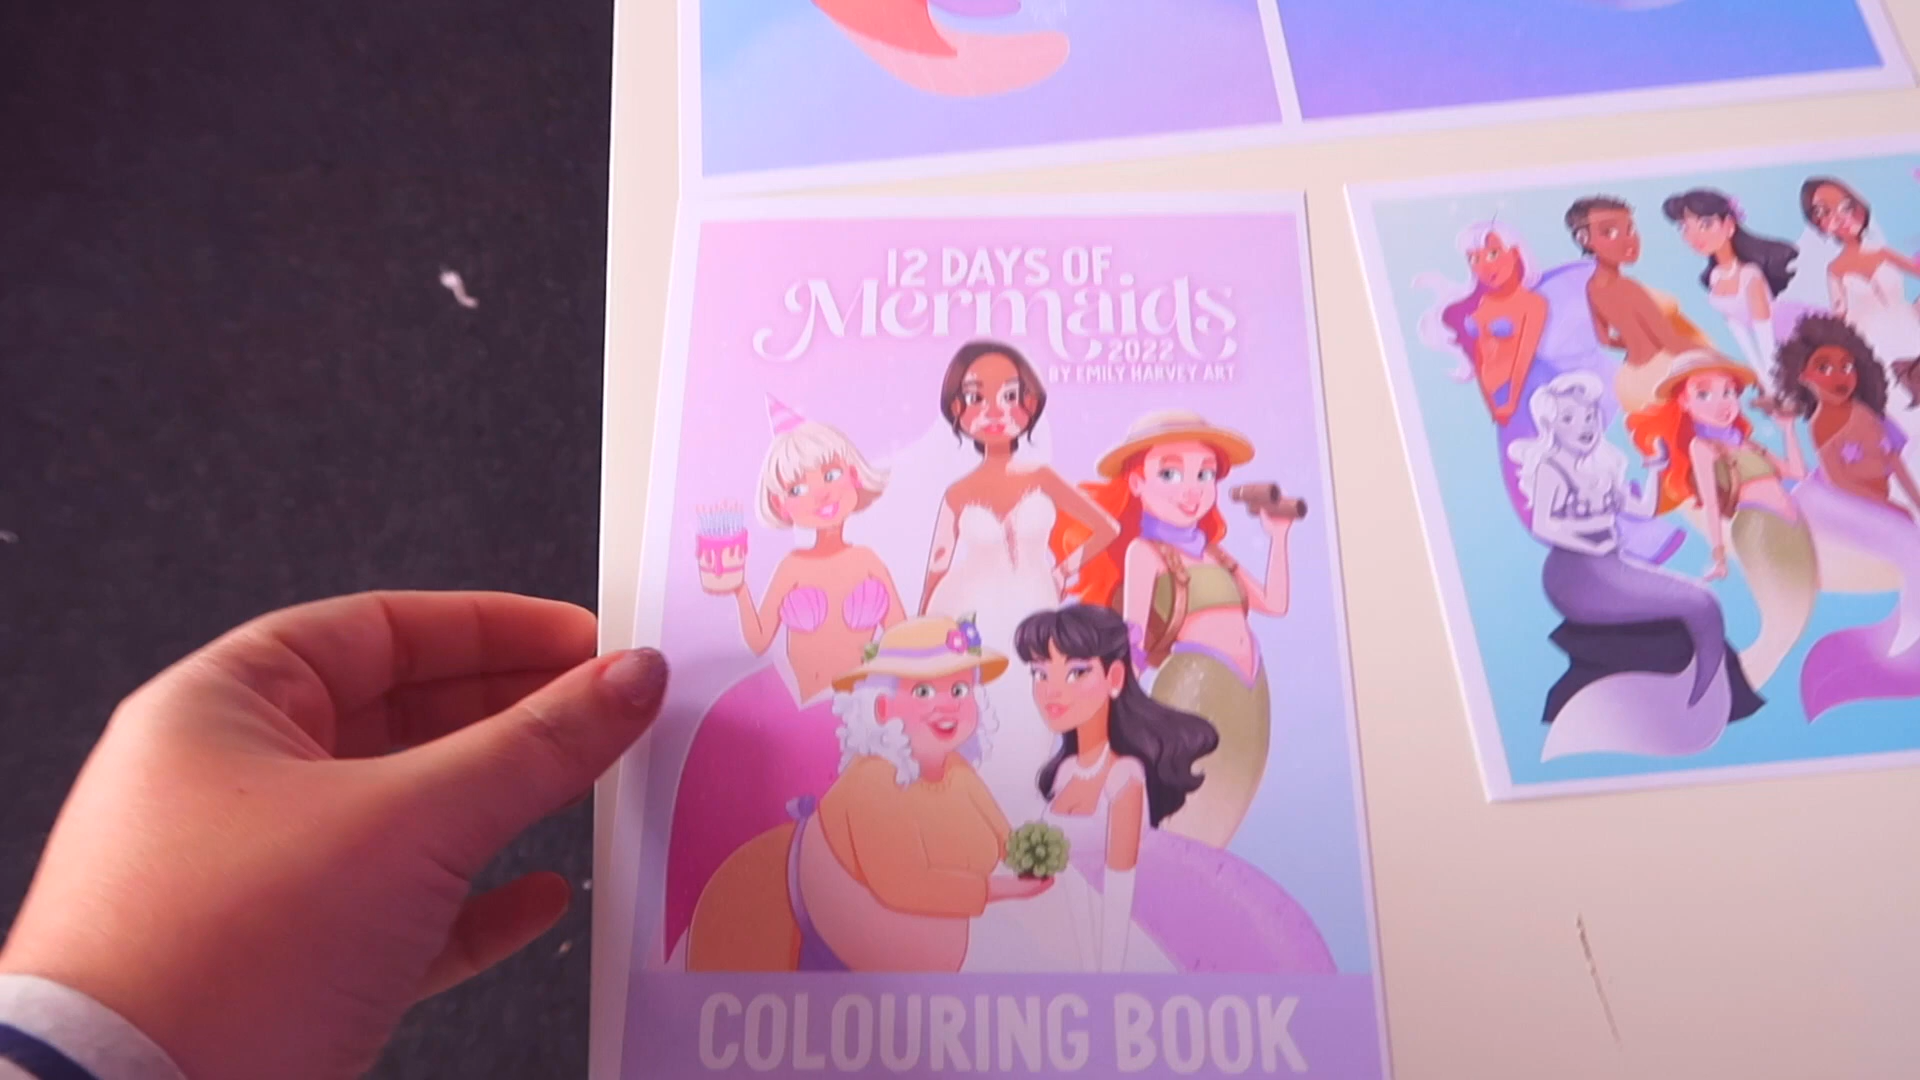 12 DAYS OF
Mermaids
2022
BY EMILY HARVEY ART
COLOURING BOOK